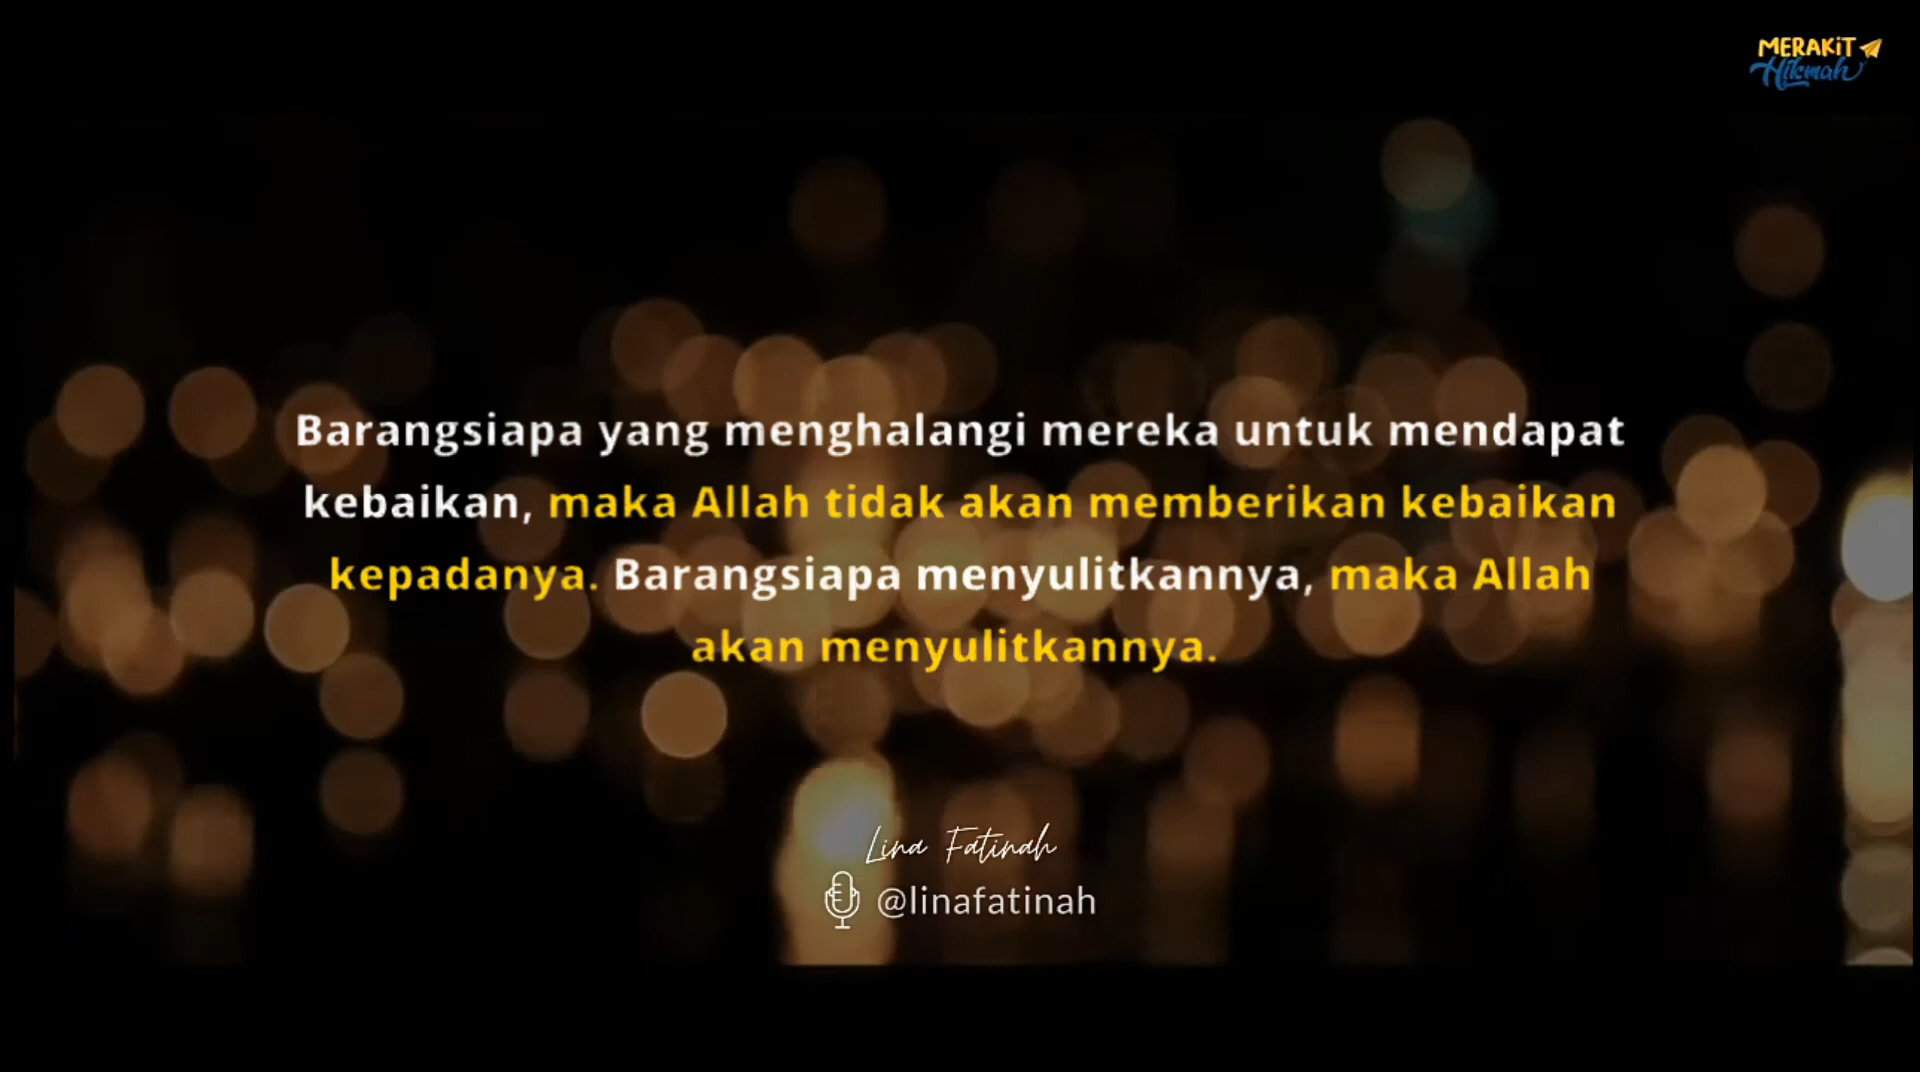 MERAKiT
Hikmah
Barangsiapa yang menghalangi mereka untuk mendapat
kebaikan, maka Allah tidak akan memberikan kebaikan
kepadanya. Barangsiapa menyulitkannya, maka Allah
akan menyulitkannya.
Lina Fatinah
@linafatinah